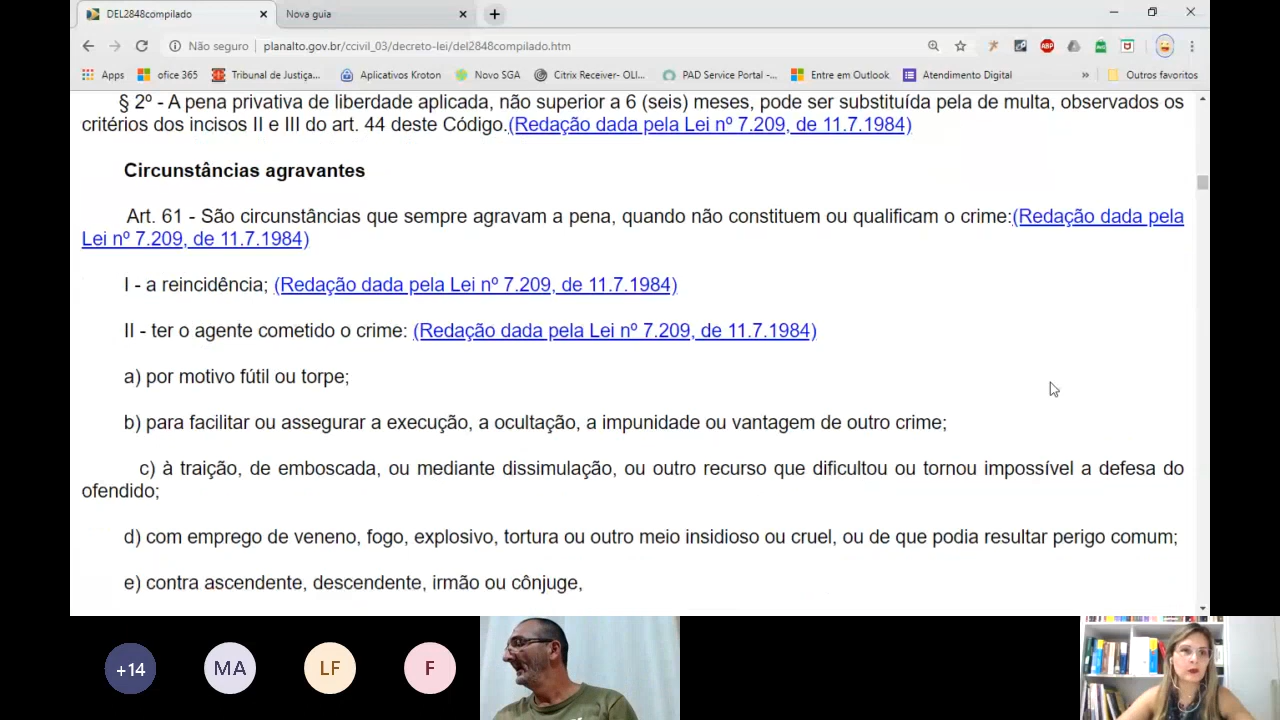 DEL2848compilado
Nova guia
Não seguro
planalto.gov.br/ccivil_03/decreto-lei/del2848compilado.htm
ABP
Apps
ofice 365
Tribunal de Justiça...
Aplicativos Kroton
Novo SGA
Citrix Receiver- OLI...
PAD Service Portal -...
Entre em Outlook
Atendimento Digital
»
Outros favoritos
§ 2º - A pena privativa de liberdade aplicada, não superior a 6 (seis) meses, pode ser substituída pela de multa, observados os
critérios dos incisos II e III do art. 44 deste Código.(Redação dada pela Lei nº 7.209, de 11.7.1984)
Circunstâncias agravantes
Art. 61 - São circunstâncias que sempre agravam a pena, quando não constituem ou qualificam o crime:(Redação dada pela
Lei nº 7.209, de 11.7.1984)
I - a reincidência; (Redação dada pela Lei nº 7.209, de 11.7.1984)
II - ter o agente cometido o crime: (Redação dada pela Lei nº 7.209, de 11.7.1984)
a) por motivo fútil ou torpe;
b) para facilitar ou assegurar a execução, a ocultação, a impunidade ou vantagem de outro crime;
c) à traição, de emboscada, ou mediante dissimulação, ou outro recurso que dificultou ou tornou impossível a defesa do
ofendido;
d) com emprego de veneno, fogo, explosivo, tortura ou outro meio insidioso ou cruel, ou de que podia resultar perigo comum;
e) contra ascendente, descendente, irmão ou cônjuge,
+14
MA
LF
F